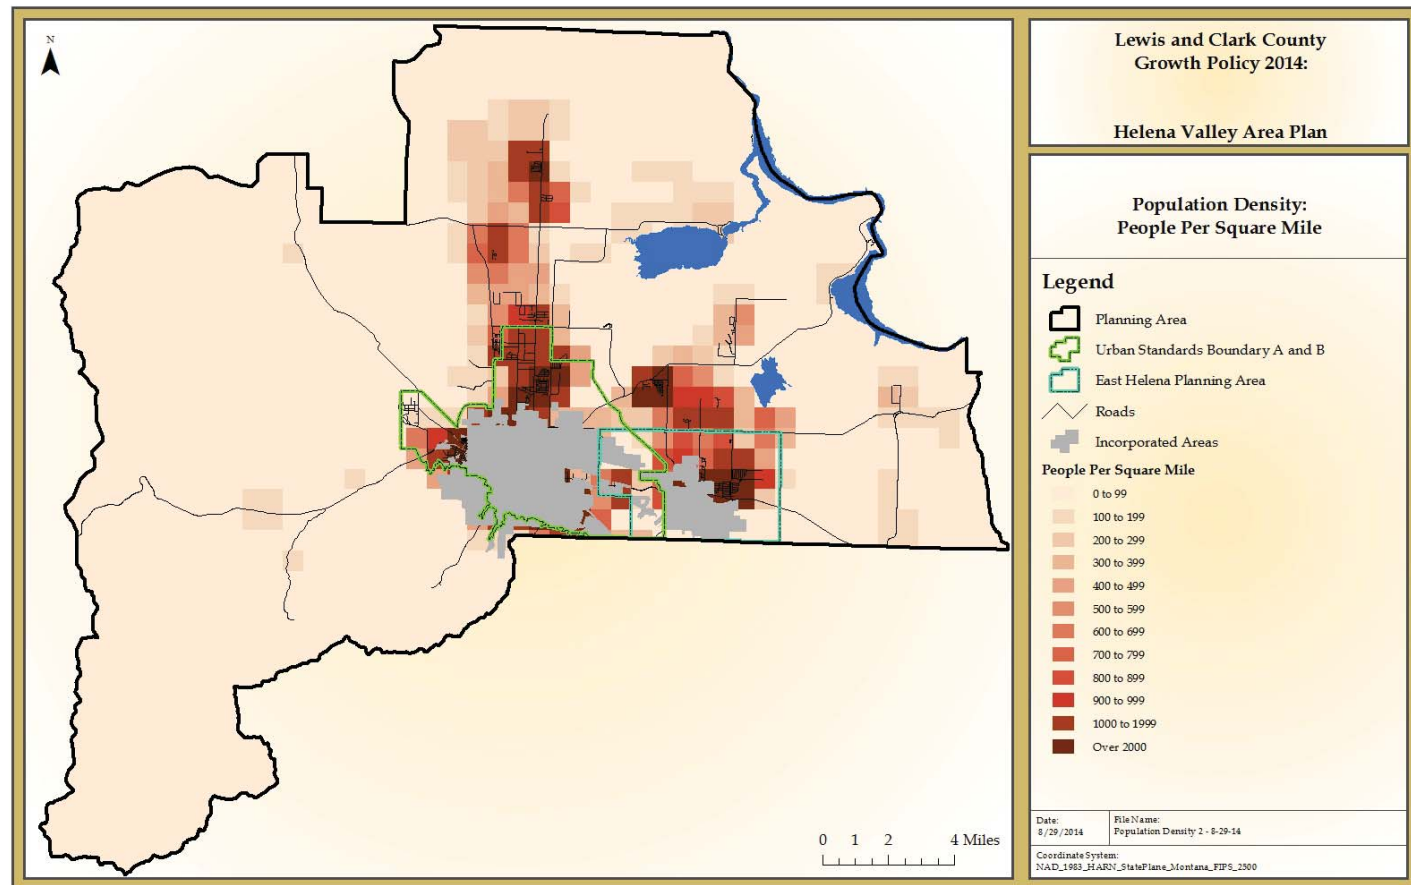 N
Lewis and Clark County
Growth Policy 2014:
Helena Valley Area Plan
Population Density:
People Per Square Mile
Legend
Planning Area
Urban Standards Boundary A and B
East Helena Planning Area
Roads
Incorporated Areas
People Per Square Mile
0 to 99
100 to 199
200 to 299
300 to 399
400 to 499
500 to 599
600 to 699
700 to 799
800 to 899
900 to 999
1000 to 1999
Over 2000
0 1 2 4 Miles
Date:
8/29/2014
File Name:
Population Density 2 - 8-29-14
Coordinate System:
NAD_1983_HARN_StatePlane_Montana_FIPS_2500